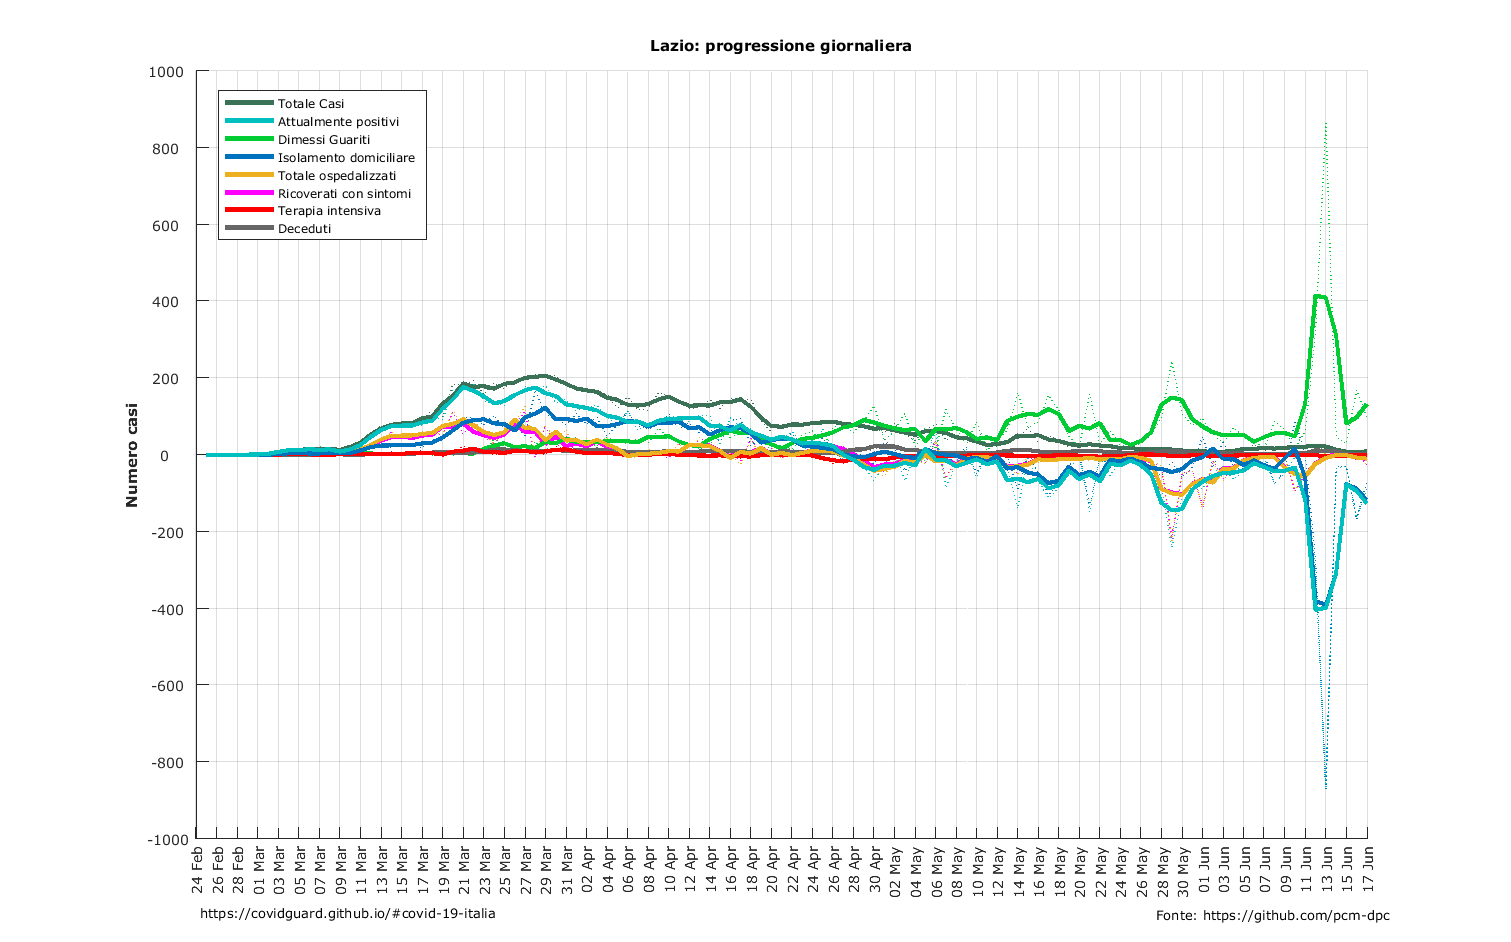 Lazio: progressione giornaliera
1000
800
600
400
200
0
-200
-400
-600
-800
-1000
Numero casi
Totale Casi
Attualmente positivi
Dimessi Guariti
Isolamento domiciliare
Totale ospedalizzati
Ricoverati con sintomi
Terapia intensiva
Deceduti
24 Feb
26 Feb
28 Feb
01 Mar
03 Mar
05 Mar
07 Mar
09 Mar
11 Mar
13 Mar
15 Mar
17 Mar
19 Mar
21 Mar
23 Mar
25 Mar
27 Mar
29 Mar
31 Mar
02 Apr
04 Apr
06 Apr
08 Apr
10 Apr
12 Apr
14 Apr
16 Apr
18 Apr
20 Apr
22 Apr
24 Apr
26 Apr
28 Apr
30 Apr
02 May
04 May
06 May
08 May
10 May
12 May
14 May
16 May
18 May
20 May
22 May
24 May
26 May
28 May
30 May
01 Jun
03 Jun
05 Jun
07 Jun
09 Jun
11 Jun
13 Jun
15 Jun
17 Jun
https://covidguard.github.io/#covid-19-italia
Fonte: https://github.com/pcm-dpc